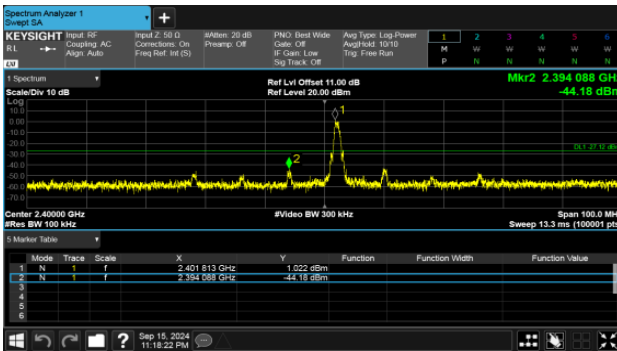 Spectrum Analyzer 1
Swept SA
KEYSIGHT Input: RF Input Z: 50 Ω #Atten: 20 dB PNO: Best Wide Avg Type: Log-Power 1 2 3 4 5 6
RL Coupling: AC Corrections: On Preamp: Off Gate: Off Avg|Hold: 10/10 M W W W W W
Align: Auto Freq Ref: Int (S) IF Gain: Low Trig: Free Run
Sig Track: Off P N N N N N
LXI
1 Spectrum Ref Lvl Offset 11.00 dB Mkr2 2.394 088 GH
Scale/Div 10 dB Ref Level 20.00 dBm -44.18 dBm
Log
10.0
0.00
-10.0
-20.0
-30.0
-40.0
-50.0
-60.0
-70.0
1
2
DL1 -27.12 dB
Center 2.40000 GHz #Video BW 300 kHz Span 100.0 MH
#Res BW 100 kHz Sweep 13.3 ms (100001 pts
5 Marker Table
Mode Trace Scale X Y Function Function Width Function Value
1 N 1 f 2.401 813 GHz 1.022 dBm
2 N 1 f 2.394 088 GHz -44.18 dBm
3
4
5
6
? Sep 15, 2024
11:18:22 PM